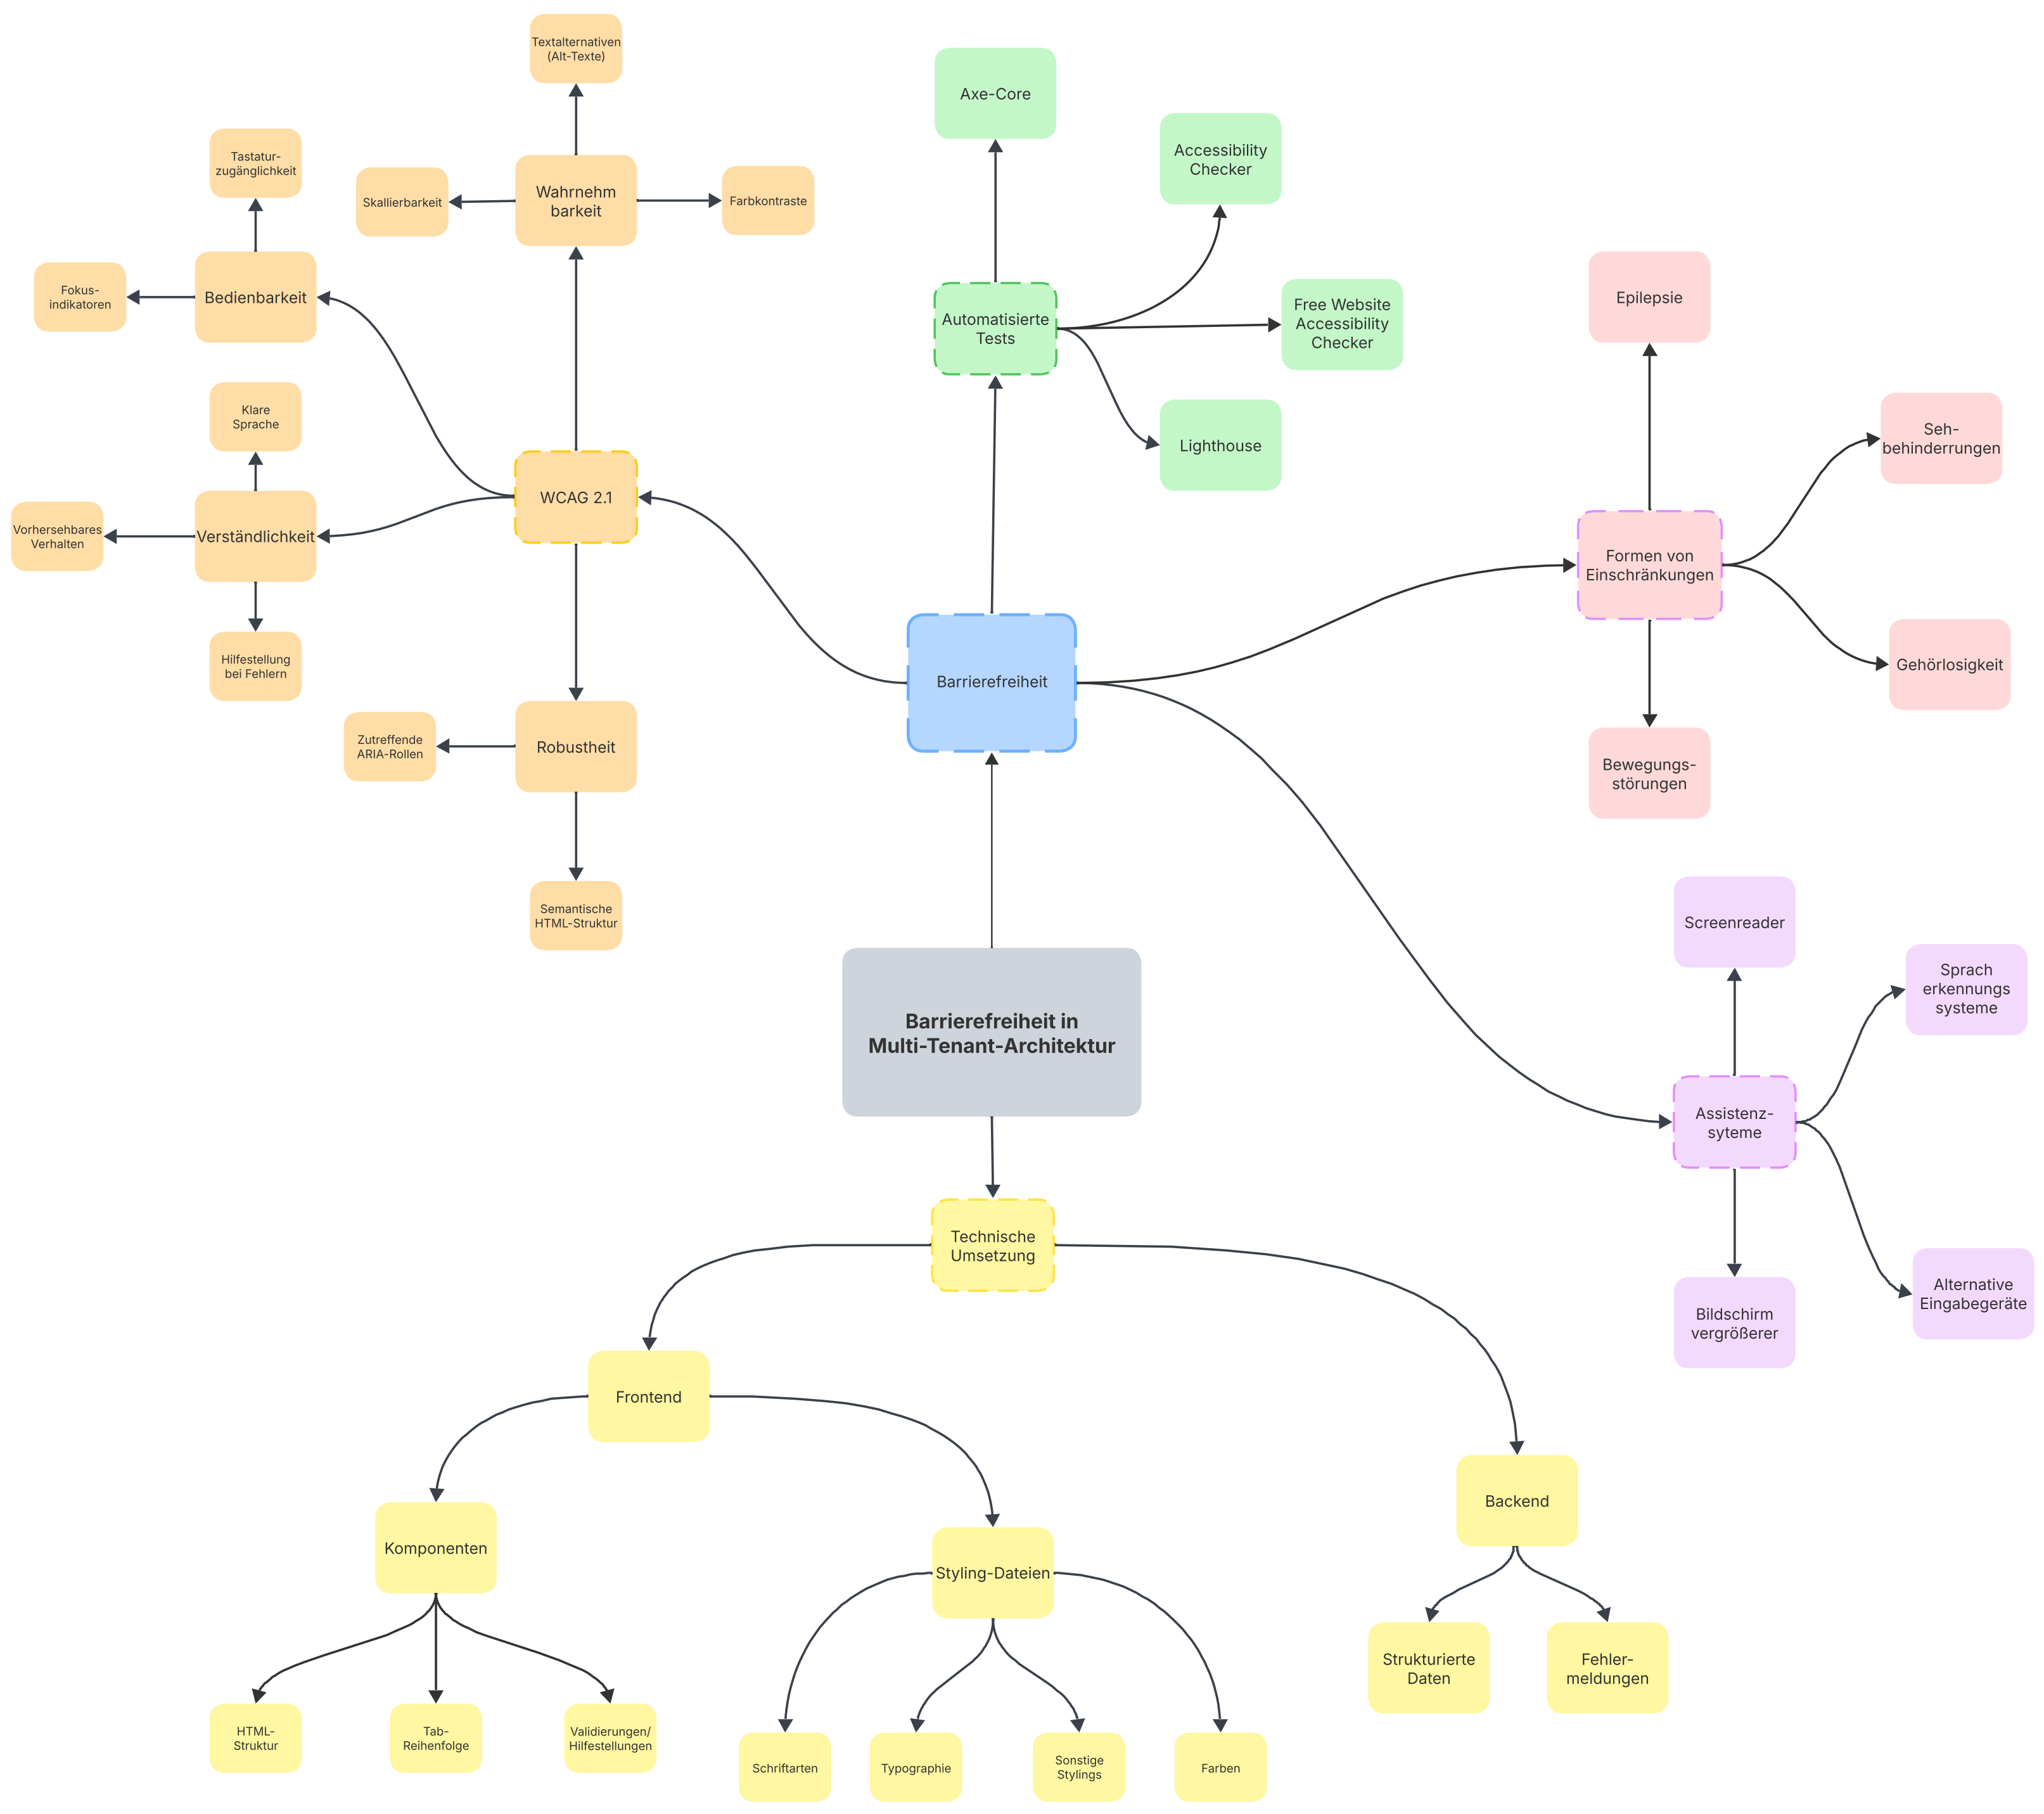 Textalternativen
(Alt-Texte)
Tastatur-
zugänglichkeit
Skallierbarkeit
Wahrnehm
barkeit
Farbkontraste
Fokus-
indikatoren
Bedienbarkeit
Klare
Sprache
Vorhersehbares
Verhalten
Verständlichkeit
WCAG 2.1
Hilfestellung
bei Fehlern
Zutreffende
ARIA-Rollen
Robustheit
Semantische
HTML-Struktur
Axe-Core
Accessibility
Checker
Automatisierte
Tests
Free Website
Accessibility
Checker
Lighthouse
Epilepsie
Seh-
behinderrungen
Formen von
Einschränkungen
Gehörlosigkeit
Bewegungs-
störungen
Barrierefreiheit
Screenreader
Sprach
erkennungs
systeme
Assistenz-
syteme
Alternative
Eingabegeräte
Bildschirm
vergrößerer
Barrierefreiheit in
Multi-Tenant-Architektur
Technische
Umsetzung
Frontend
Backend
Komponenten
Styling-Dateien
Strukturierte
Daten
Fehler-
meldungen
HTML-
Struktur
Tab-
Reihenfolge
Validierungen/
Hilfestellungen
Schriftarten
Typographie
Sonstige
Stylings
Farben